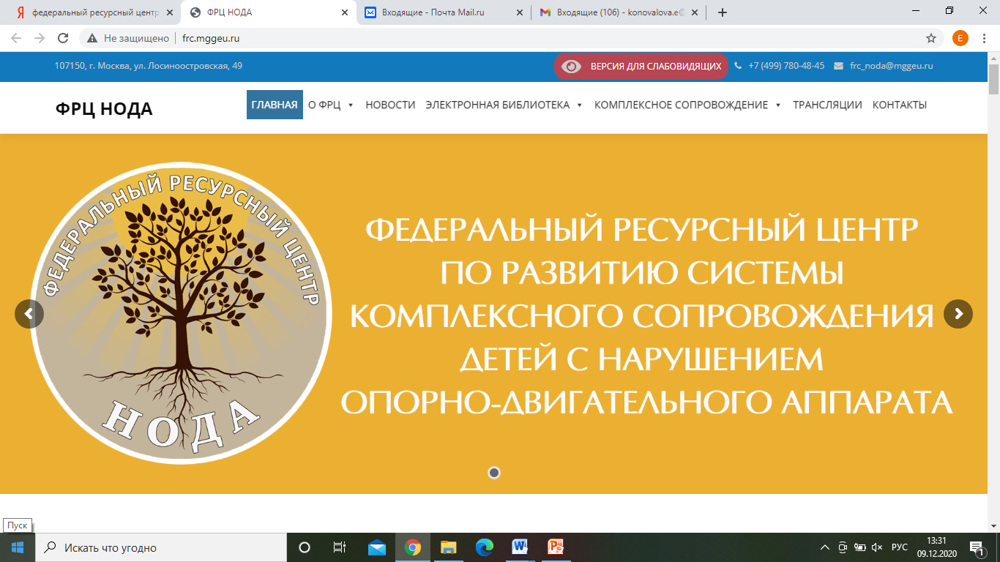 федеральный ресурсный центр
ФРЦ НОДА
Входящие - Почта Mail.ru
Входящие (106) - konovalova.e@
Не защищено
frc.mggeu.ru
E
107150, г. Москва, ул. Лосиноостровская, 49
ВЕРСИЯ ДЛЯ СЛАБОВИДЯЩИХ
+7 (499) 780-48-45
frc_noda@mggeu.ru
ФРЦ НОДА
ГЛАВНАЯ
О ФРЦ
НОВОСТИ
ЭЛЕКТРОННАЯ БИБЛИОТЕКА
КОМПЛЕКСНОЕ СОПРОВОЖДЕНИЕ
ТРАНСЛЯЦИИ
КОНТАКТЫ
ФЕДЕРАЛЬНЫЙ РЕСУРСНЫЙ ЦЕНТР
НОДА
ФЕДЕРАЛЬНЫЙ РЕСУРСНЫЙ ЦЕНТР
ПО РАЗВИТИЮ СИСТЕМЫ
КОМПЛЕКСНОГО СОПРОВОЖДЕНИЯ
ДЕТЕЙ С НАРУШЕНИЕМ
ОПОРНО-ДВИГАТЕЛЬНОГО АППАРАТА
Пуск
Искать что угодно
РУС
13:31
09.12.2020
1